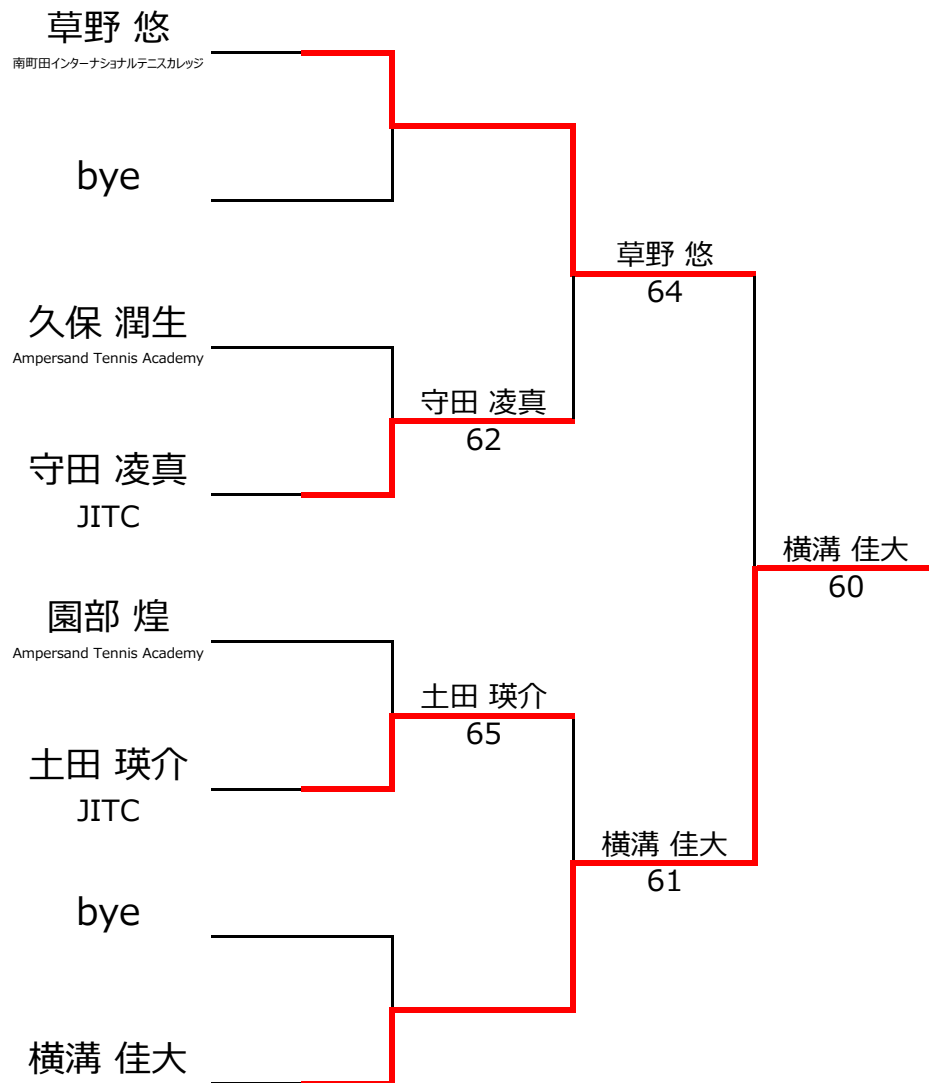 草野 悠
南町田インターナショナルテニスカレッジ
bye
草野 悠
64
久保 潤生
Ampersand Tennis Academy
守田 凌真
62
守田 凌真
JITC
横溝 佳大
60
園部 煌
Ampersand Tennis Academy
土田 瑛介
65
土田 瑛介
JITC
横溝 佳大
61
bye
横溝 佳大